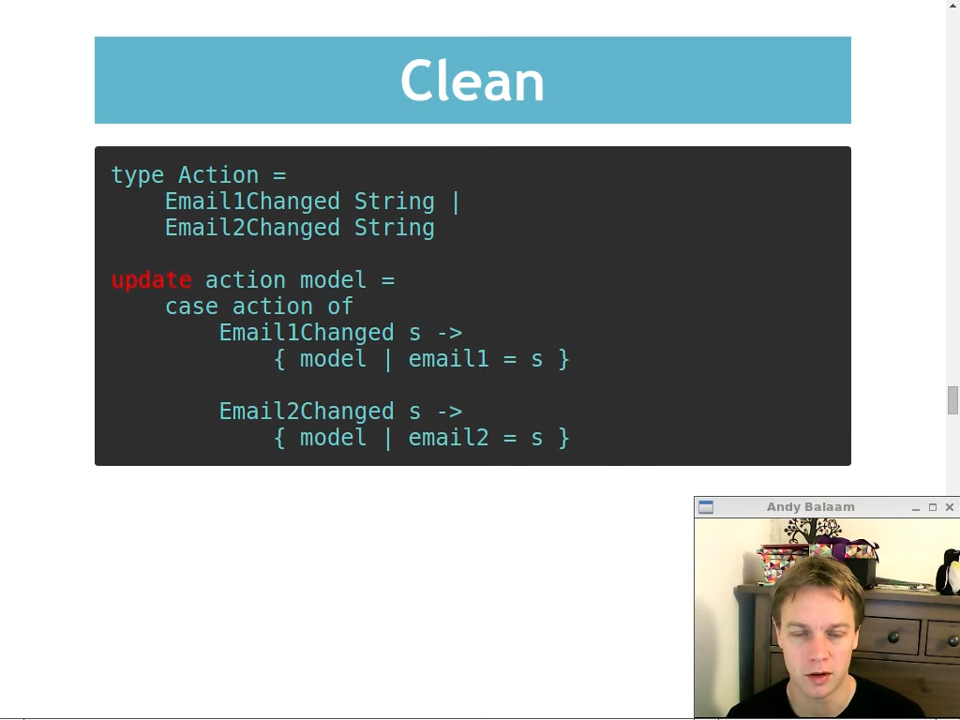 Clean
type Action =
    Email1Changed String |
    Email2Changed String
update action model =
    case action of
        Email1Changed s ->
            { model | email1 = s }
        Email2Changed s ->
            { model | email2 = s }
Andy Balaam